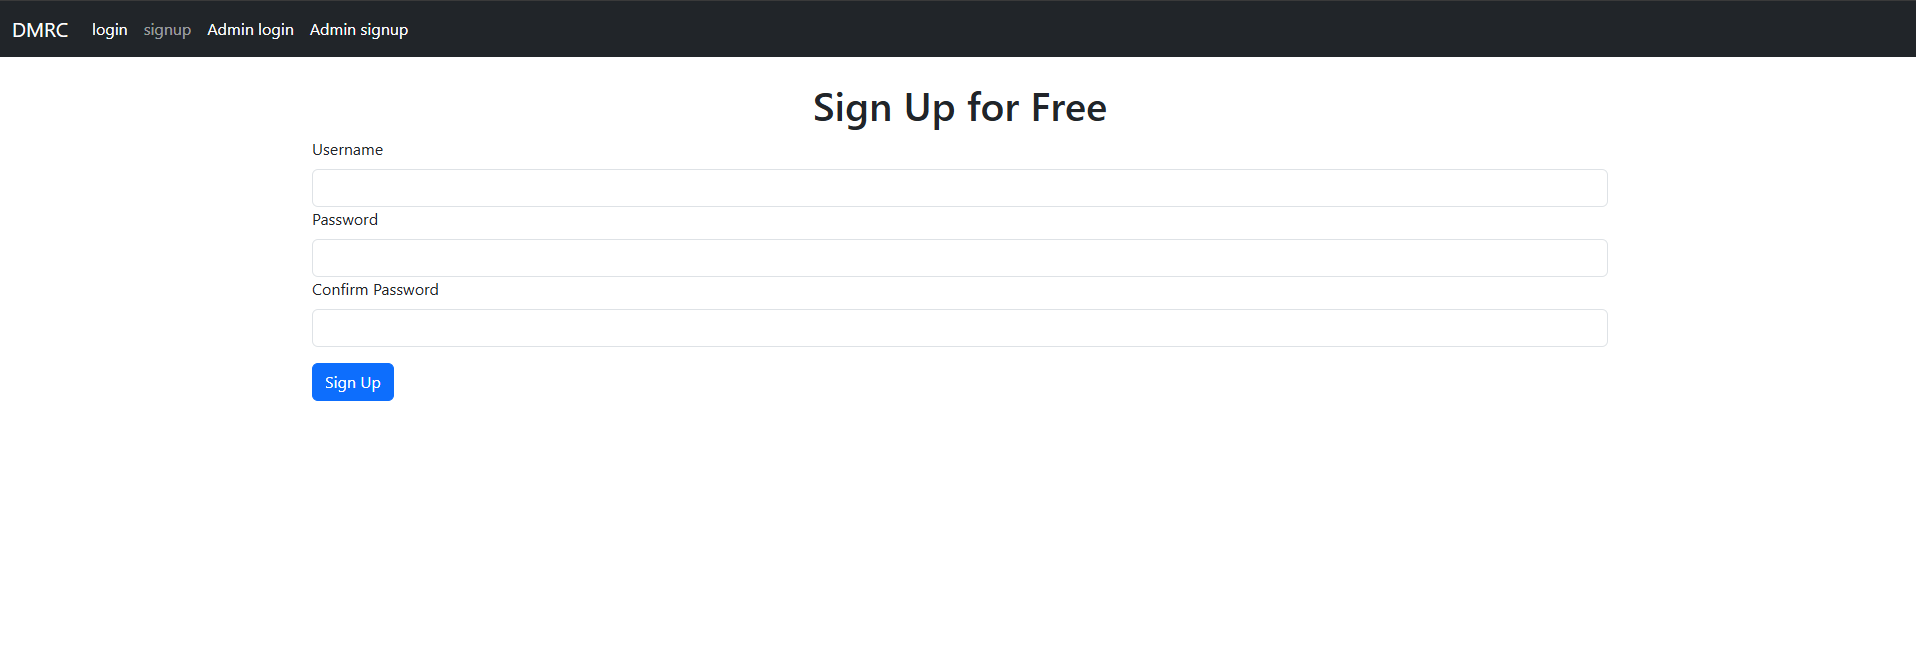 DMRC login signup Admin login Admin signup
Sign Up for Free
Username
Password
Confirm Password
Sign Up